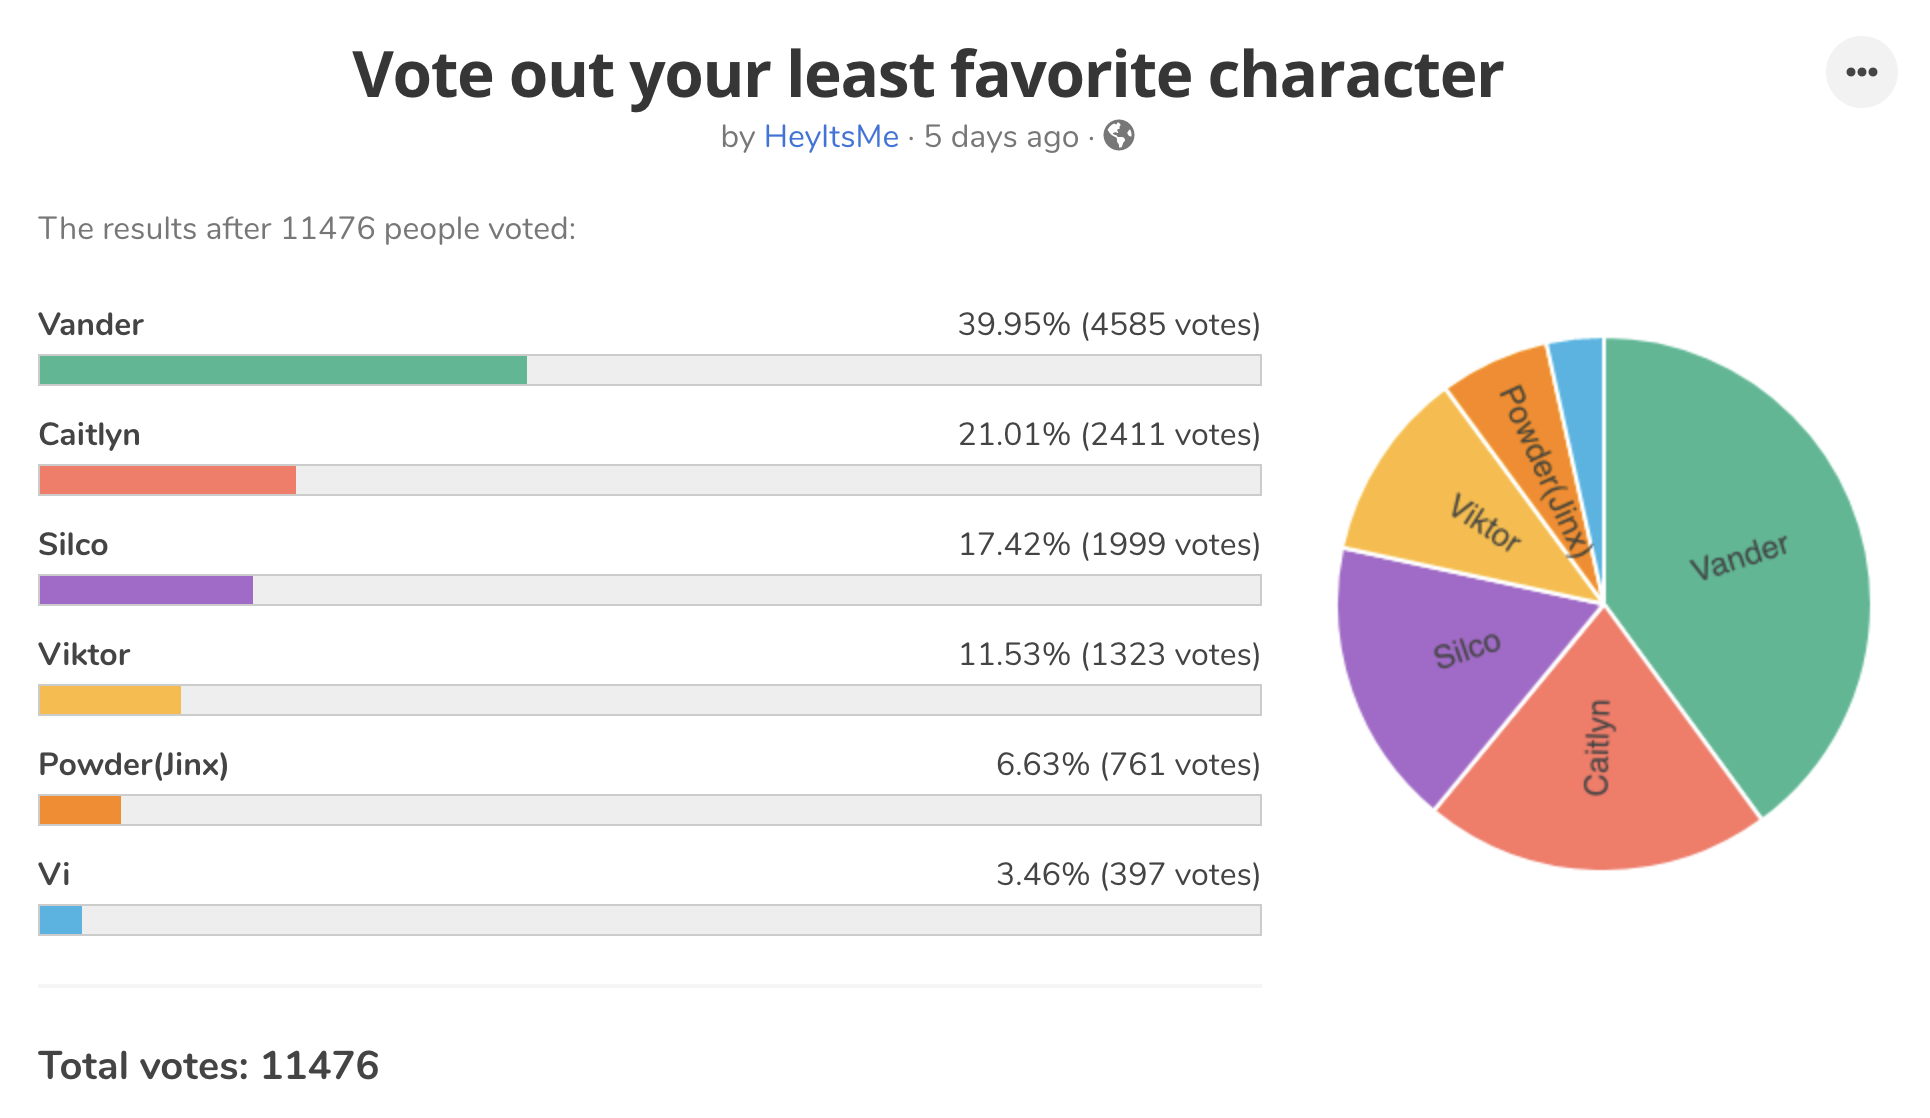 Vote out your least favorite character
by HeyItsMe · 5 days ago ·
The results after 11476 people voted:
Vander 39.95% (4585 votes)
Caitlyn 21.01% (2411 votes)
Silco 17.42% (1999 votes)
Viktor 11.53% (1323 votes)
Powder(Jinx) 6.63% (761 votes)
Vi 3.46% (397 votes)
Total votes: 11476
Vander
Caitlyn
Silco
Viktor
Powder(Jinx)